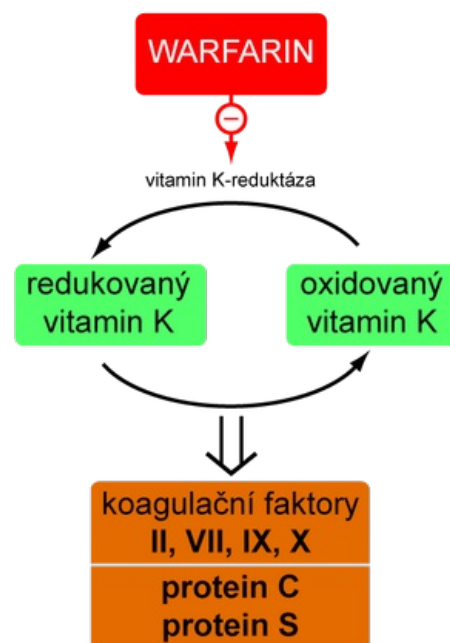 WARFARIN
vitamin K-reduktáza
redukovaný
vitamin K
oxidovaný
vitamin K
koagulační faktory
II, VII, IX, X
protein C
protein S